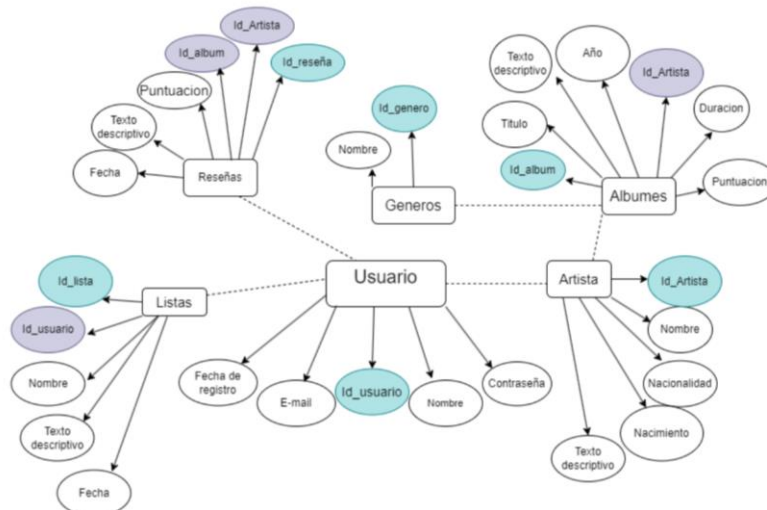 Id_Artista
Id_album
Id_reseña
Puntuacion
Texto
descriptivo
Fecha
Reseñas
Id_genero
Nombre
Generos
Texto
descriptivo
Año
Id_Artista
Titulo
Duracion
Id_album
Puntuacion
Albumes
Id_lista
Listas
Id_usuario
Nombre
Texto
descriptivo
Fecha
Usuario
Fecha de
registro
E-mail
Id_usuario
Nombre
Contraseña
Artista
Id_Artista
Nombre
Nacionalidad
Nacimiento
Texto
descriptivo